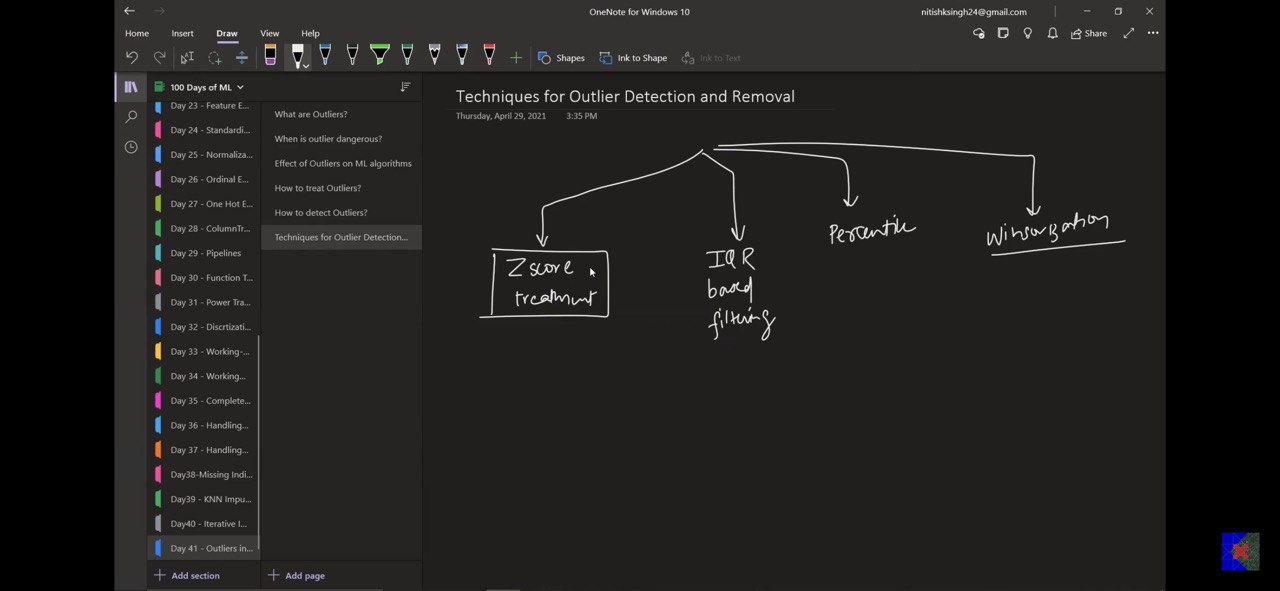 OneNote for Windows 10
nitishksingh24@gmail.com
Home Insert Draw View Help
Share
Shapes
Ink to Shape
Ink to Text
100 Days of ML
Day 23 - Feature E...
Day 24 - Standardi...
Day 25 - Normaliza...
Day 26 - Ordinal E...
Day 27 - One Hot E...
Day 28 - ColumnTr...
Day 29 - Pipelines
Day 30 - Function T...
Day 31 - Power Tra...
Day 32 - Discrtizati...
Day 33 - Working-...
Day 34 - Working...
Day 35 - Complete...
Day 36 - Handling...
Day 37 - Handling...
Day38-Missing Indi...
Day39 - KNN Impu...
Day40 - Iterative I...
Day 41 - Outliers in...
Add section
What are Outliers?
When is outlier dangerous?
Effect of Outliers on ML algorithms
How to treat Outliers?
How to detect Outliers?
Techniques for Outlier Detection...
Add page
Techniques for Outlier Detection and Removal
Thursday, April 29, 2021 3:35 PM
Z score
treatment
IQR
based
filtering
Percentile
Winsorization